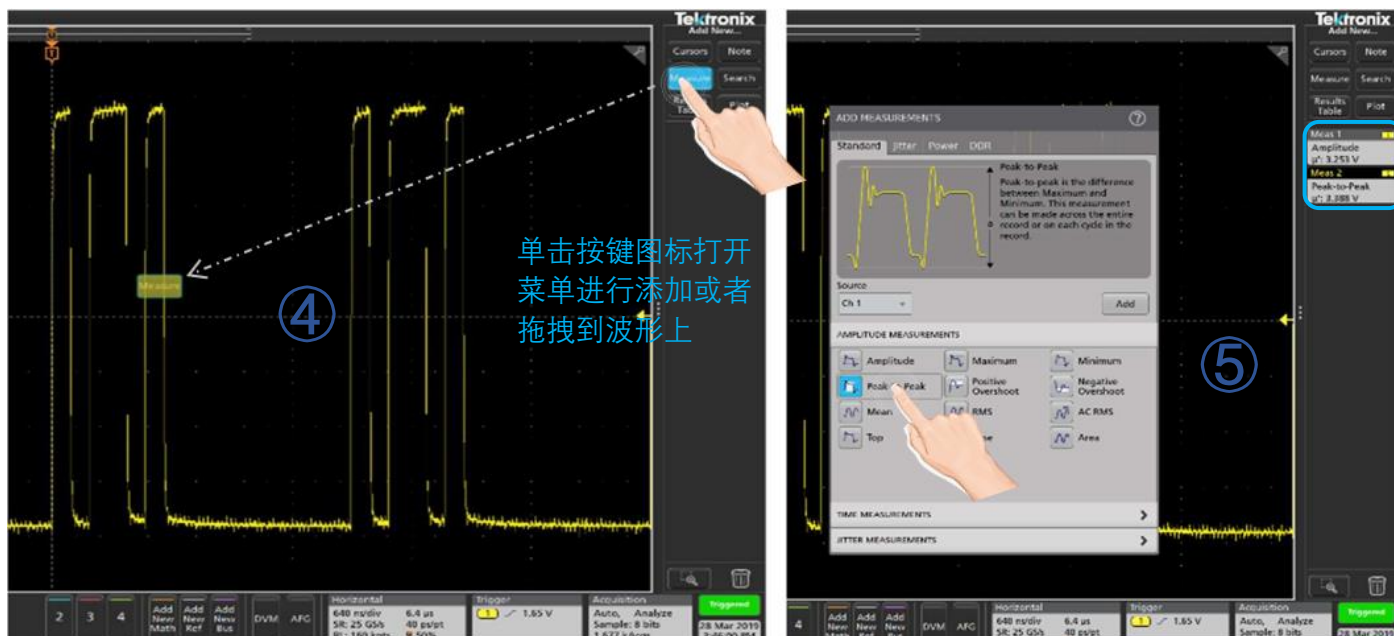 Tektronix
Add New...
Cursors Note
Measure Search
Plot
Measure
单击按键图标打开
菜单进行添加或者
拖拽到波形上
④
2 3 4
Add New Math
Add New Ref
Add New Bus
DVM AFG
Horizontal
640 ns/div 6.4 µs
SR: 25 GS/s 40 ps/pt
Trigger
1 1.65 V
Acquisition
Auto, Analyze
Sample: 8 bits
Triggered
28 Mar 2019
Tektronix
Add New...
Cursors Note
Measure Search
Results Table Plot
Meas 1
Amplitude
µ': 3.253 V
Meas 2
Peak-to-Peak
µ': 3.388 V
ADD MEASUREMENTS
Standard Jitter Power DDR
Peak-to-Peak
Peak-to-peak is the difference
between Maximum and
Minimum. This measurement
can be made across the entire
record or on each cycle in the
record.
Source
Ch 1 Add
AMPLITUDE MEASUREMENTS
Amplitude Maximum Minimum
Peak Peak Positive Overshoot Negative Overshoot
Mean RMS AC RMS
Top Area
TIME MEASUREMENTS
JITTER MEASUREMENTS
⑤
4
Add New Math
Add New Ref
Add New Bus
DVM AFG
Horizontal
640 ns/div 6.4 µs
SR: 25 GS/s 40 ps/pt
Trigger
1 1.65 V
Acquisition
Auto, Analyze
Sample: 8 bits
Triggered
28 Mar 2019